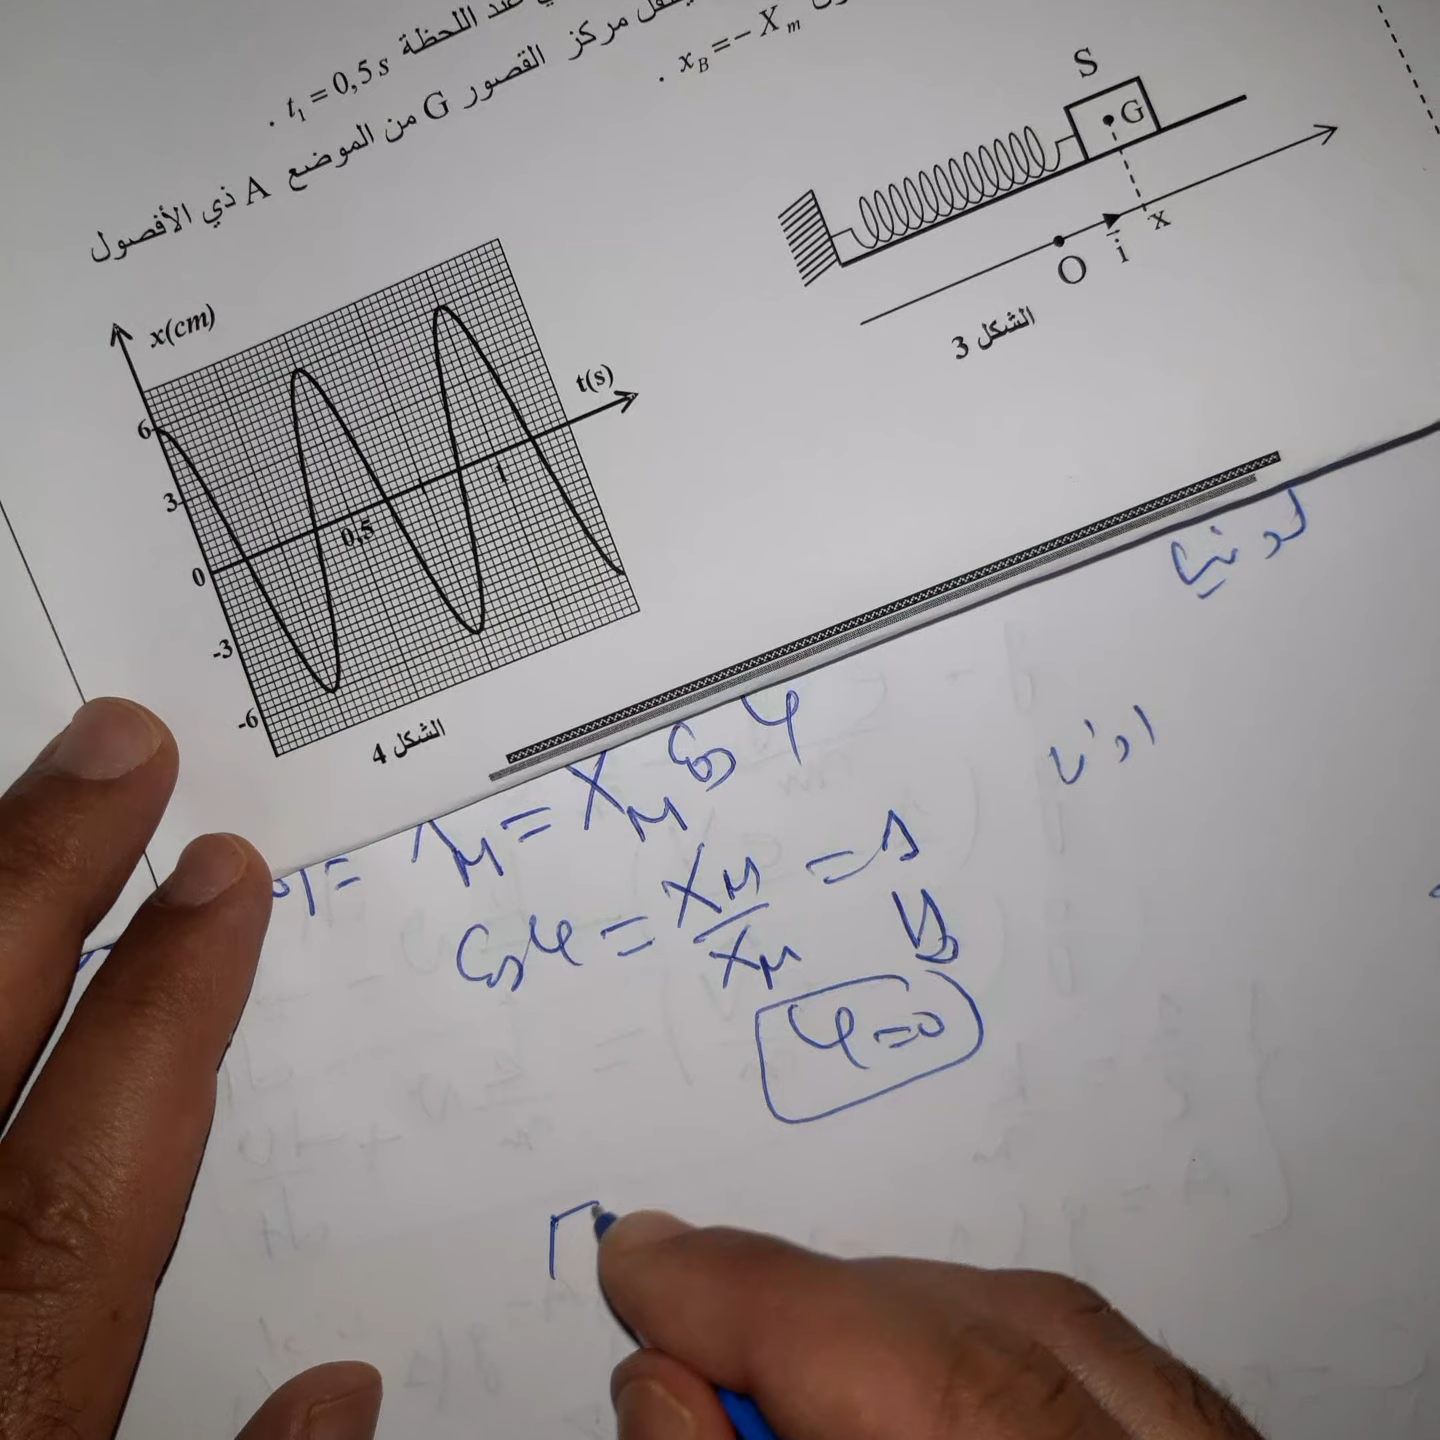 عند اللحظة t₁ = 0,5 s .
مركز القصور G من الموضع A ذي الأفصول
x_B = − X_m .
S
G
O
i
x
الشكل 3
x(cm)
t(s)
6
3
0
-3
-6
0,5
1
الشكل 4
= X_M = X_M cos φ
cos φ = X_M / X_M = 1
φ = 0